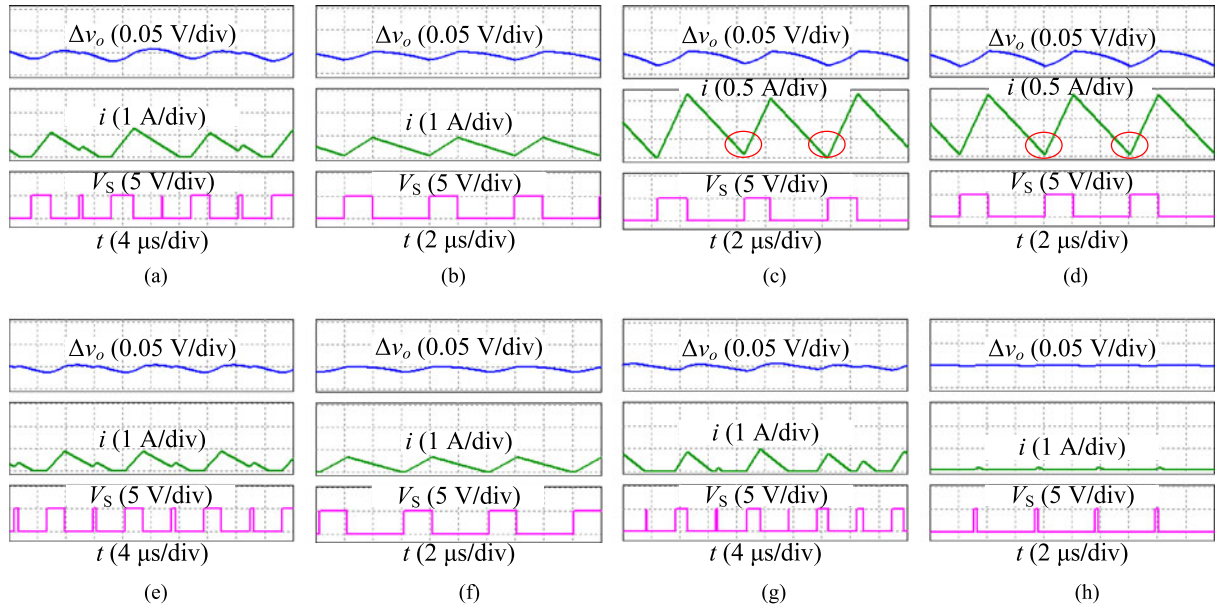 Δvo (0.05 V/div)
i (1 A/div)
VS (5 V/div)
t (4 μs/div)
(a)
Δvo (0.05 V/div)
i (1 A/div)
VS (5 V/div)
t (2 μs/div)
(b)
Δvo (0.05 V/div)
i (0.5 A/div)
VS (5 V/div)
t (2 μs/div)
(c)
Δvo (0.05 V/div)
i (0.5 A/div)
VS (5 V/div)
t (2 μs/div)
(d)
Δvo (0.05 V/div)
i (1 A/div)
VS (5 V/div)
t (4 μs/div)
(e)
Δvo (0.05 V/div)
i (1 A/div)
VS (5 V/div)
t (2 μs/div)
(f)
Δvo (0.05 V/div)
i (1 A/div)
VS (5 V/div)
t (4 μs/div)
(g)
Δvo (0.05 V/div)
i (1 A/div)
VS (5 V/div)
t (2 μs/div)
(h)